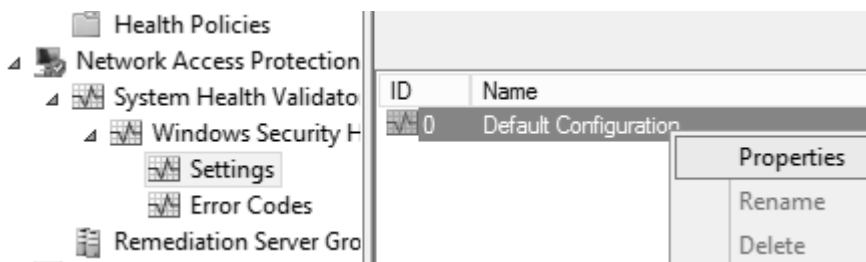 Health Policies
Network Access Protection
System Health Validato
Windows Security H
Settings
Error Codes
Remediation Server Gro
ID Name
0 Default Configuration
Properties
Rename
Delete